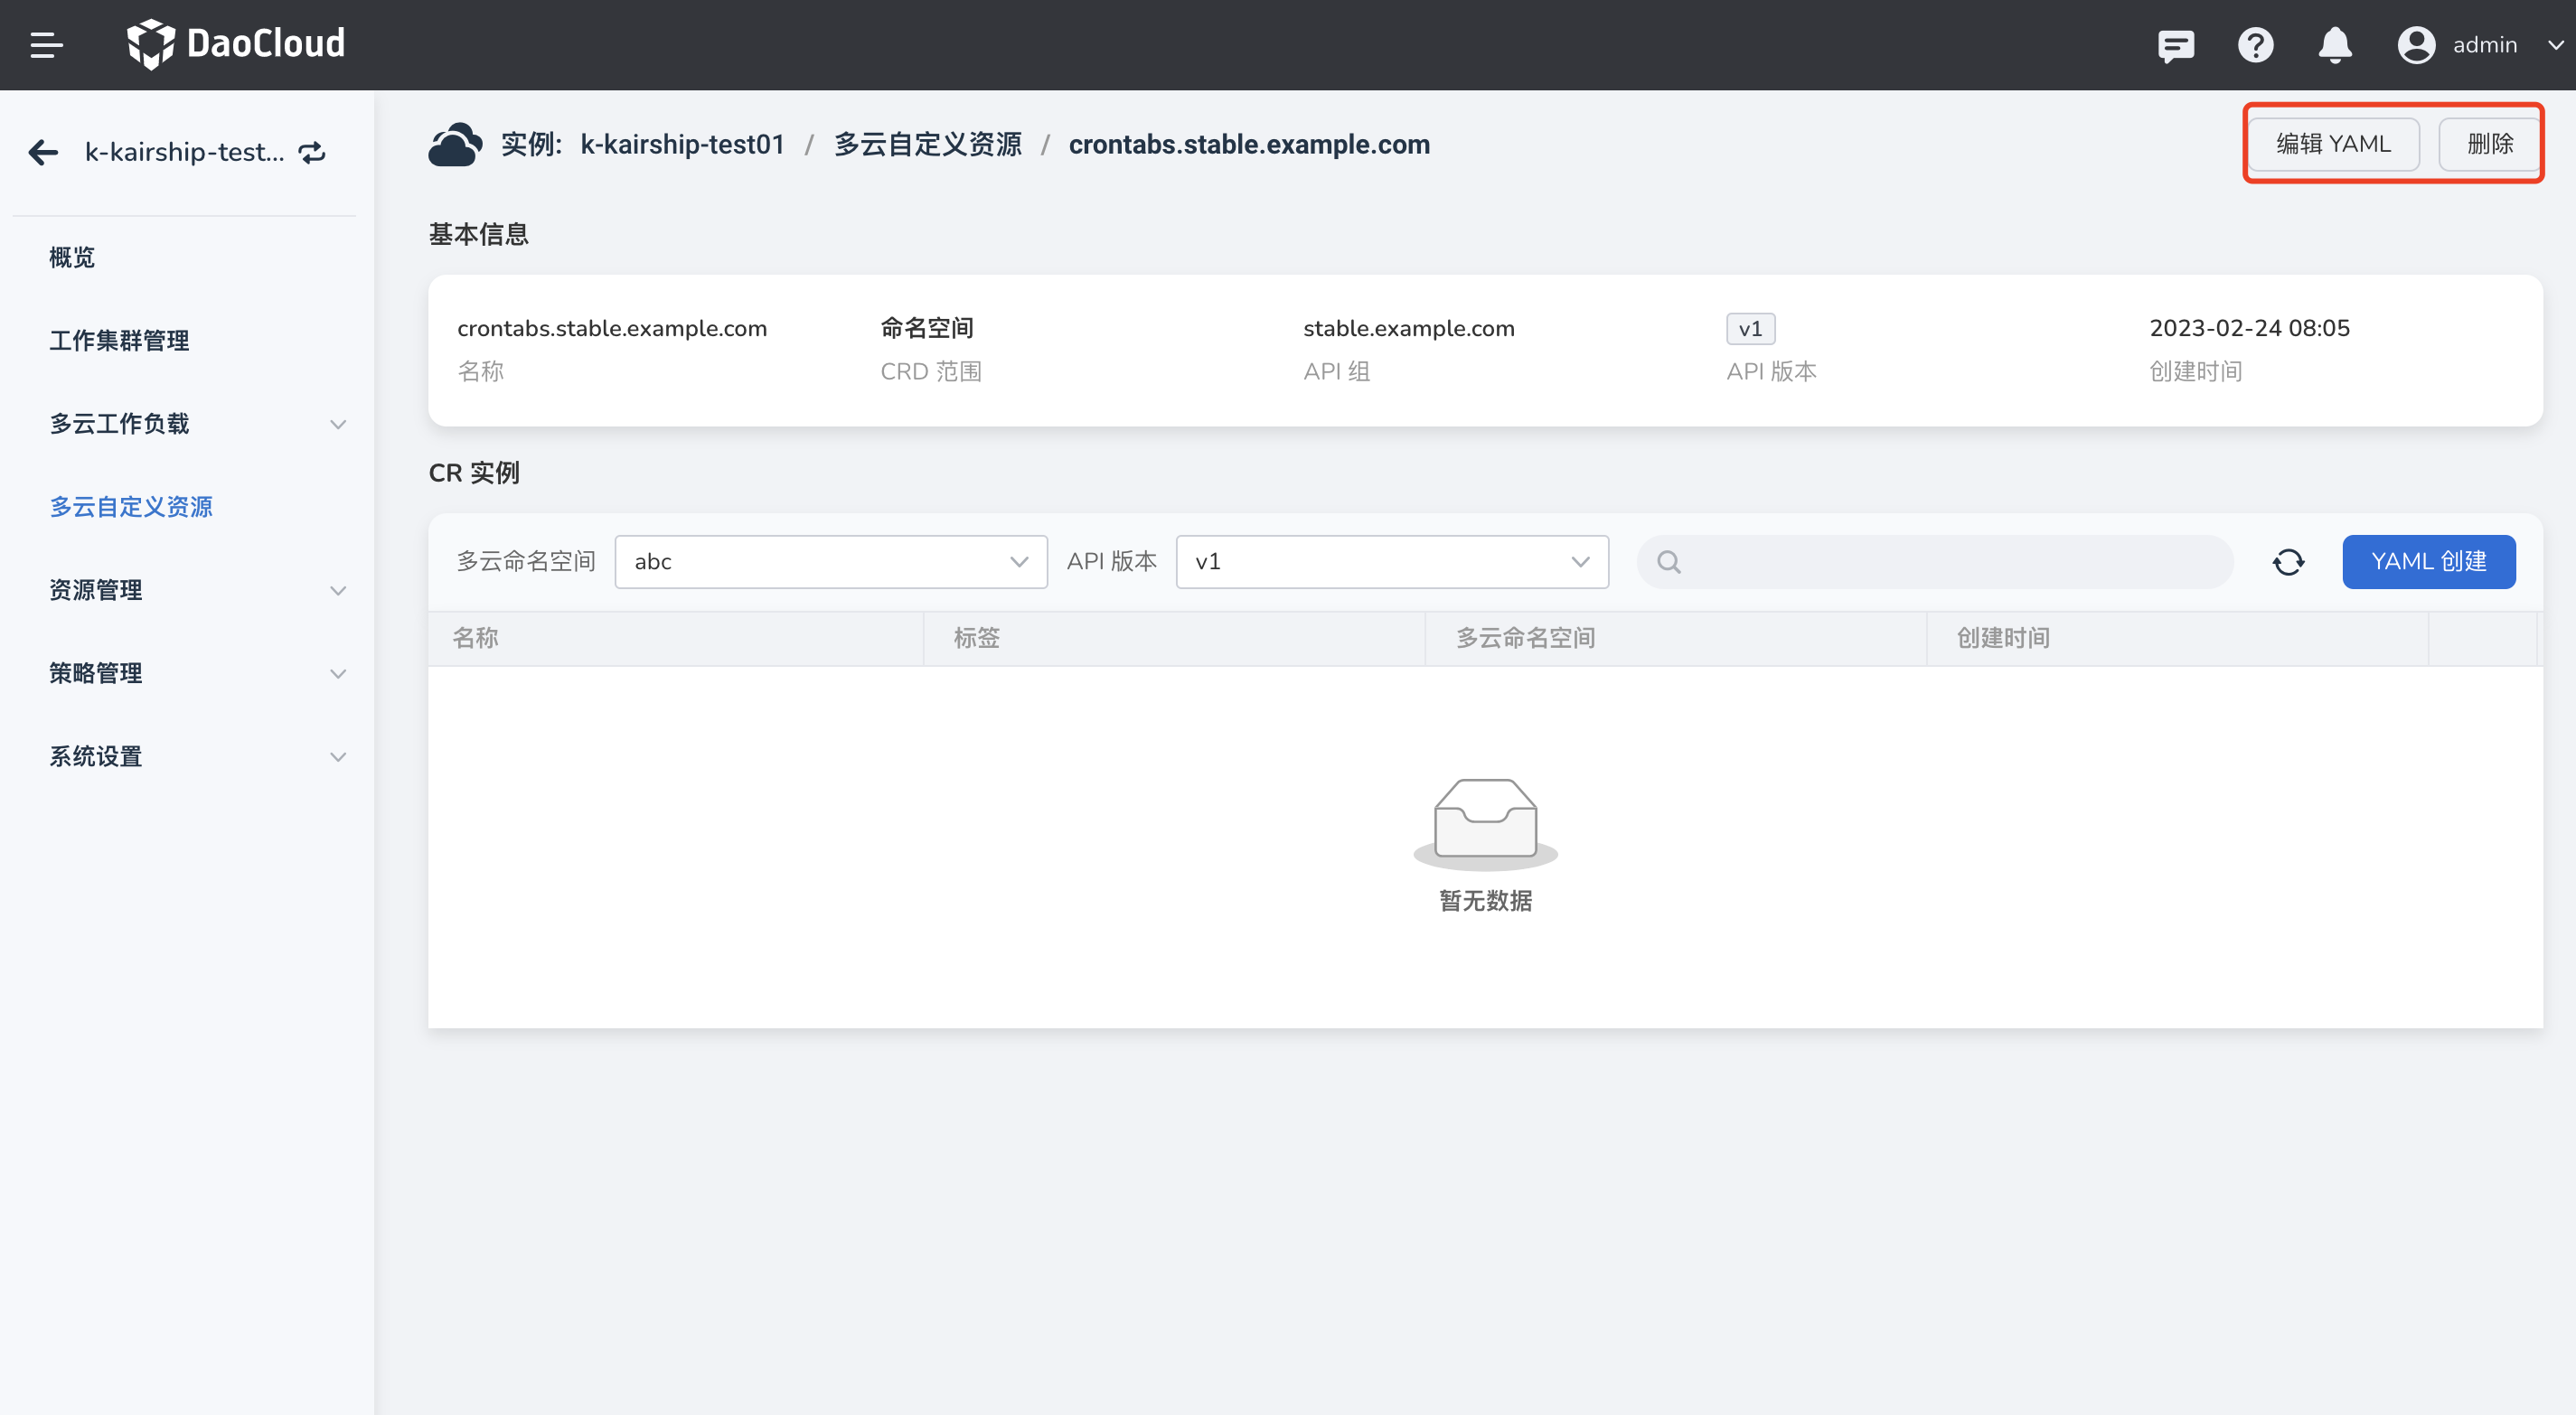 DaoCloud
admin
k-kairship-test...
实例: k-kairship-test01 / 多云自定义资源 / crontabs.stable.example.com
编辑 YAML
删除
概览
工作集群管理
多云工作负载
多云自定义资源
资源管理
策略管理
系统设置
基本信息
crontabs.stable.example.com 命名空间 stable.example.com v1 2023-02-24 08:05
名称 CRD 范围 API 组 API 版本 创建时间
CR 实例
多云命名空间 abc API 版本 v1 YAML 创建
名称 标签 多云命名空间 创建时间
暂无数据